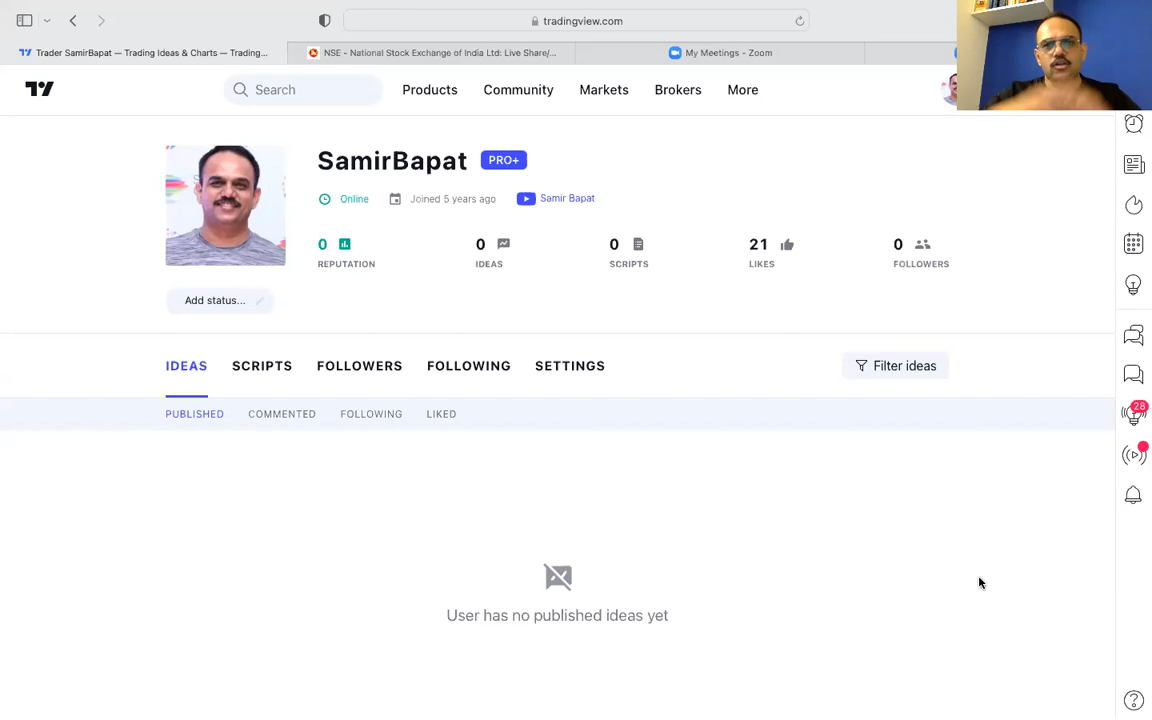 tradingview.com
Trader SamirBapat — Trading Ideas & Charts — Trading...
NSE - National Stock Exchange of India Ltd: Live Share/...
My Meetings - Zoom
Search
Products
Community
Markets
Brokers
More
SamirBapat
PRO+
Online
Joined 5 years ago
Samir Bapat
0
0
0
21
0
REPUTATION
IDEAS
SCRIPTS
LIKES
FOLLOWERS
Add status...
IDEAS
SCRIPTS
FOLLOWERS
FOLLOWING
SETTINGS
Filter ideas
PUBLISHED
COMMENTED
FOLLOWING
LIKED
28
User has no published ideas yet